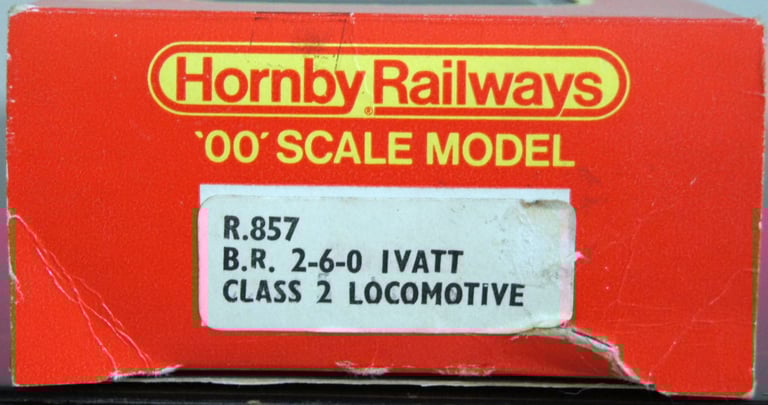 Hornby Railways
'00' SCALE MODEL
R.857
B.R. 2-6-0 IVATT
CLASS 2 LOCOMOTIVE